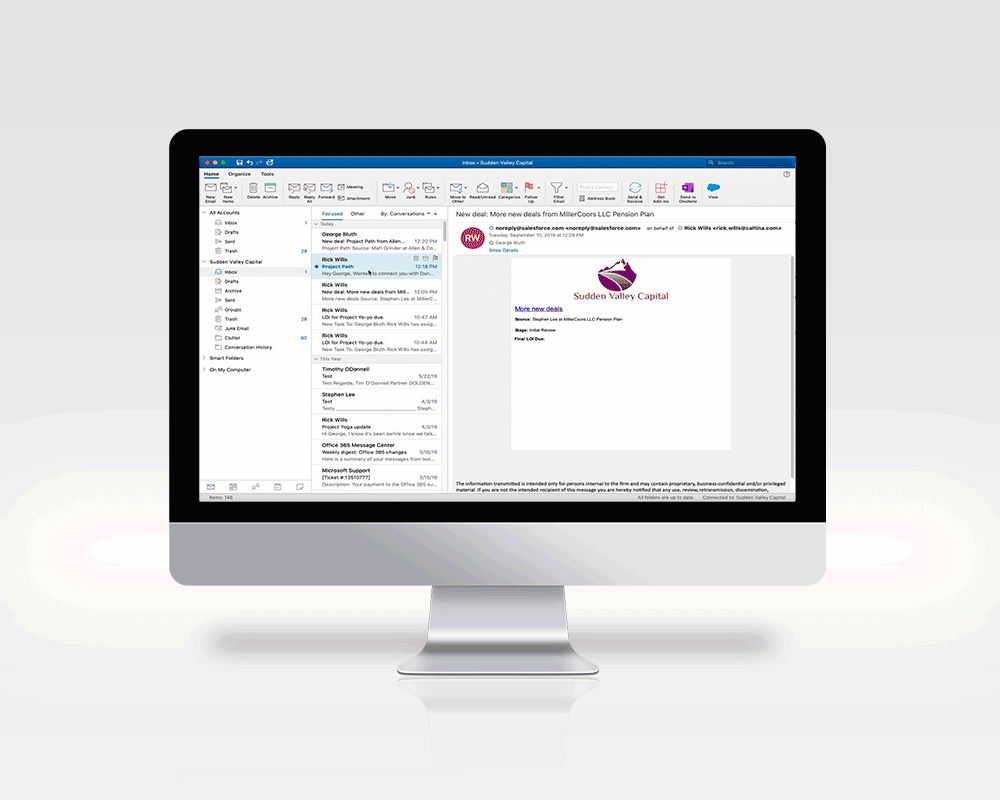 inbox • Sudden Valley Capital
Search
Home Organize Tools
New Email
New Items
Delete Archive
Reply
Reply All
Forward
Meeting
Attachment
Move Junk Rules
Move to Other
Read/Unread Categorize
Follow Up
Filter Email
Find a Contact
Address Book
Send & Receive
Get Add-ins
Send to OneNote
View
All Accounts
Inbox 1
Drafts
Sent
Trash 28
Sudden Valley Capital
Inbox 1
Drafts
Archive
Sent
Groups
Trash 28
Junk Email
Clutter 60
Conversation History
Smart Folders
On My Computer
Items: 146
Focused Other By: Conversations
Today
George Bluth
New deal: Project Path from Allen... 12:20 PM
Project Path Source: Matt Grinder at Allen & Co...
Rick Wills
Project Path 12:18 PM
Hey George, Wanted to connect you with Dan...
Rick Wills
New deal: More new deals from Mill... 12:05 PM
More new deals Source: Stephen Lee at MillerC...
Rick Wills
LOI for Project Yo-yo due. 10:47 AM
New Task To: George Bluth Rick Wills has assig...
Rick Wills
LOI for Project Yo-yo due. 10:44 AM
New Task To: George Bluth Rick Wills has assig...
This Year
Timothy ODonnell
Test 5/22/19
Test Regards, Tim O'Donnell Partner GOLDEN...
Stephen Lee
Test 4/3/19
Testy Steph...
Rick Wills
Project Yoga update 4/3/19
Hi George, I know it's been awhile since we talk...
Office 365 Message Center
Weekly digest: Office 365 changes 3/18/19
Here is a summary of your messages from last...
Microsoft Support
3/15/19
Description: Your payment to the Office 365 su...
New deal: More new deals from MillerCoors LLC Pension Plan
RW
noreply@salesforce.com <noreply@salesforce.com> on behalf of Rick Wills <rick.wills@caltina.com>
Tuesday, September 10, 2019 at 12:05 PM
George Bluth
Show Details
Sudden Valley Capital
More new deals
Source: Stephen Lee at MillerCoors LLC Pension Plan
Stage: Initial Review
Final LOI Due:
The information transmitted is intended only for persons internal to the firm and may contain proprietary, business-confidential and/or privileged
material. If you are not the intended recipient of this message you are hereby notified that any use, review, retransmission, dissemination,
All folders are up to date. Connected to: Sudden Valley Capital